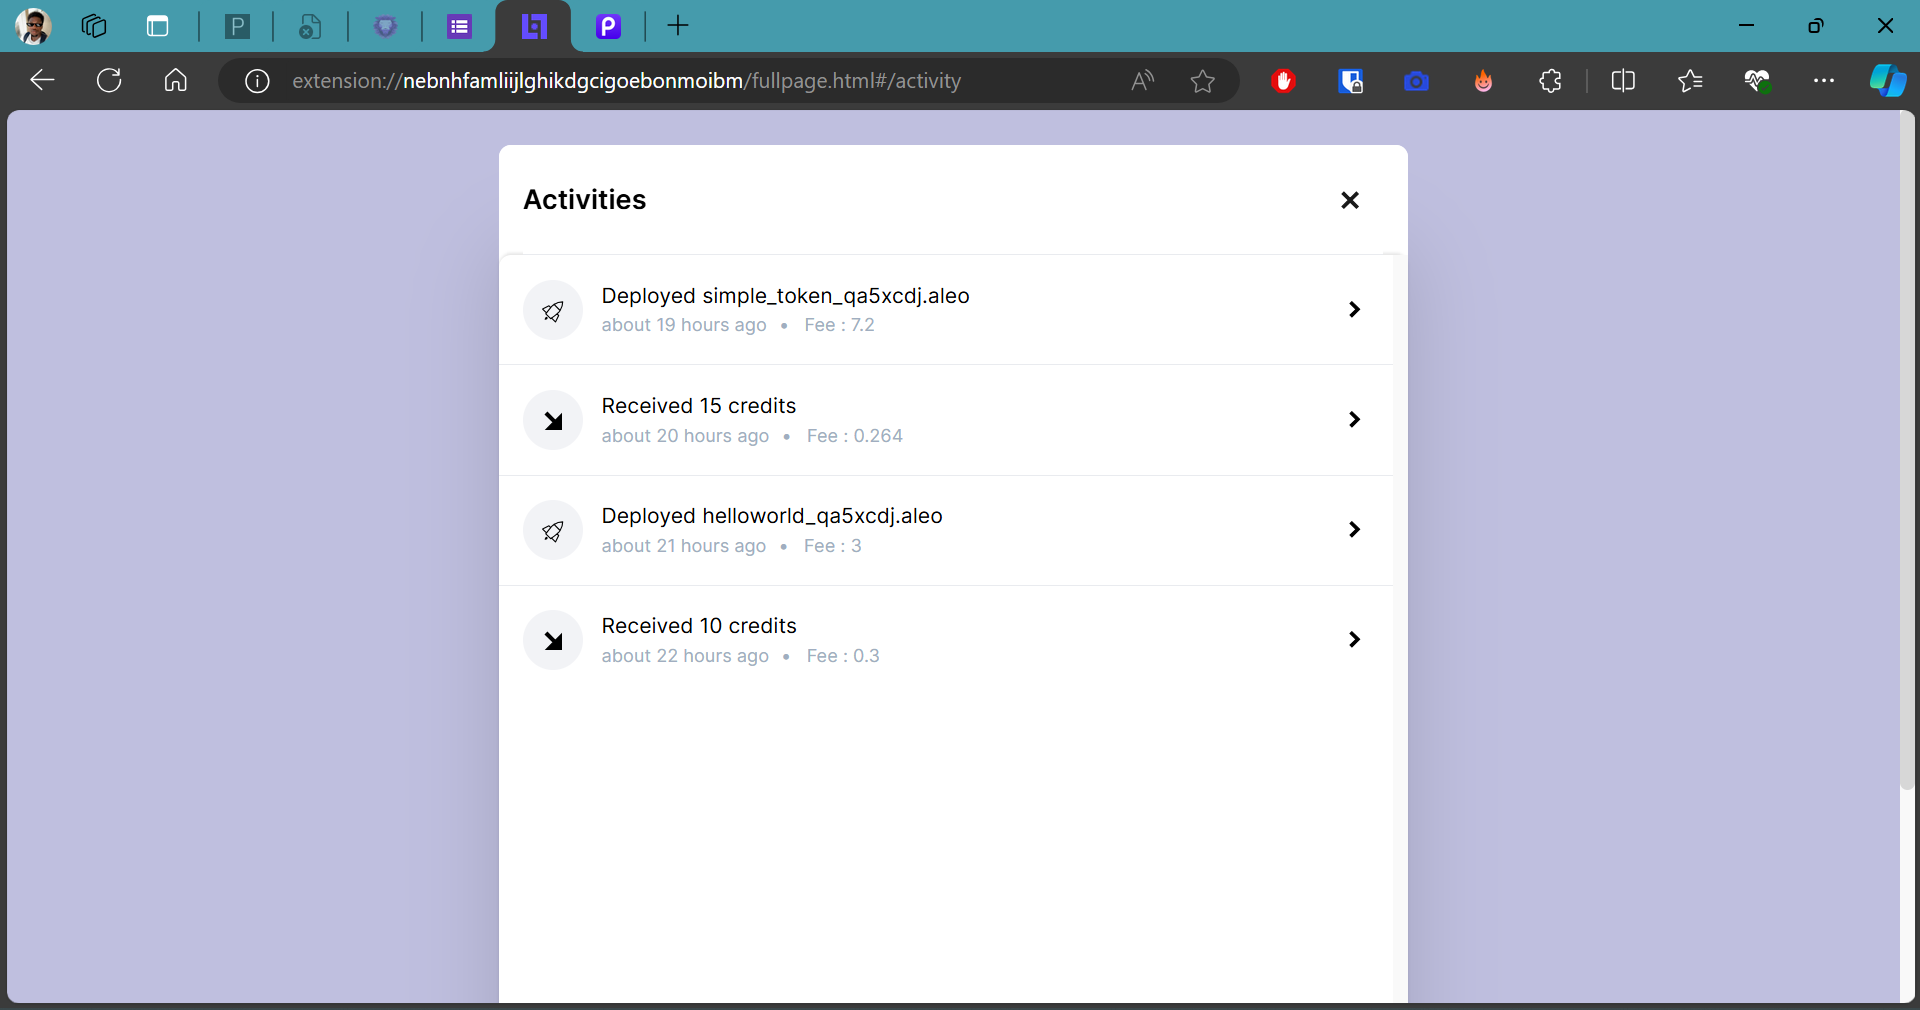 extension://nebnhfamliijlghikdgcigoebonmoibm/fullpage.html#/activity
Activities
Deployed simple_token_qa5xcdj.aleo
about 19 hours ago • Fee : 7.2
Received 15 credits
about 20 hours ago • Fee : 0.264
Deployed helloworld_qa5xcdj.aleo
about 21 hours ago • Fee : 3
Received 10 credits
about 22 hours ago • Fee : 0.3